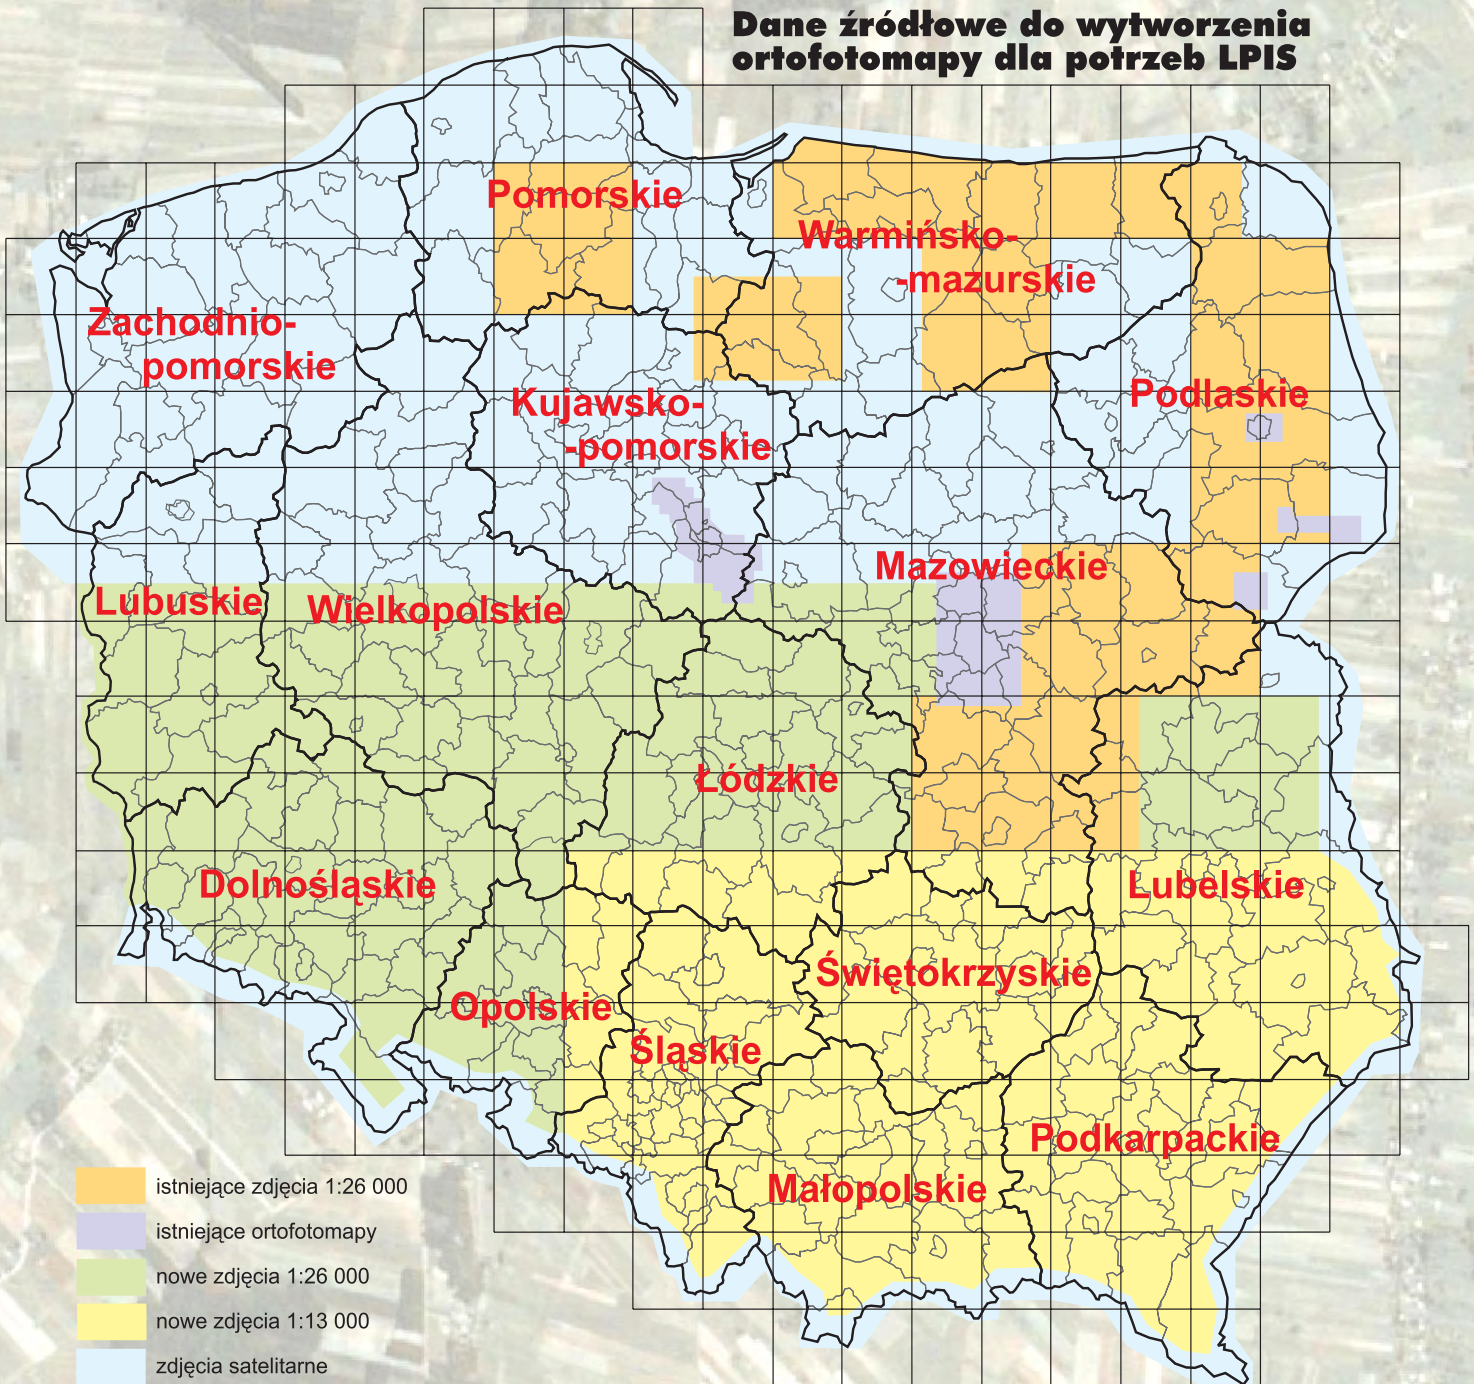 Dane źródłowe do wytworzenia
ortofotomapy dla potrzeb LPIS
Pomorskie
Warmińsko-
-mazurskie
Zachodnio-
pomorskie
Kujawsko-
-pomorskie
Podlaskie
Mazowieckie
Lubuskie
Wielkopolskie
Łódzkie
Dolnośląskie
Lubelskie
Świętokrzyskie
Opolskie
Śląskie
Podkarpackie
Małopolskie
istniejące zdjęcia 1:26 000
istniejące ortofotomapy
nowe zdjęcia 1:26 000
nowe zdjęcia 1:13 000
zdjęcia satelitarne